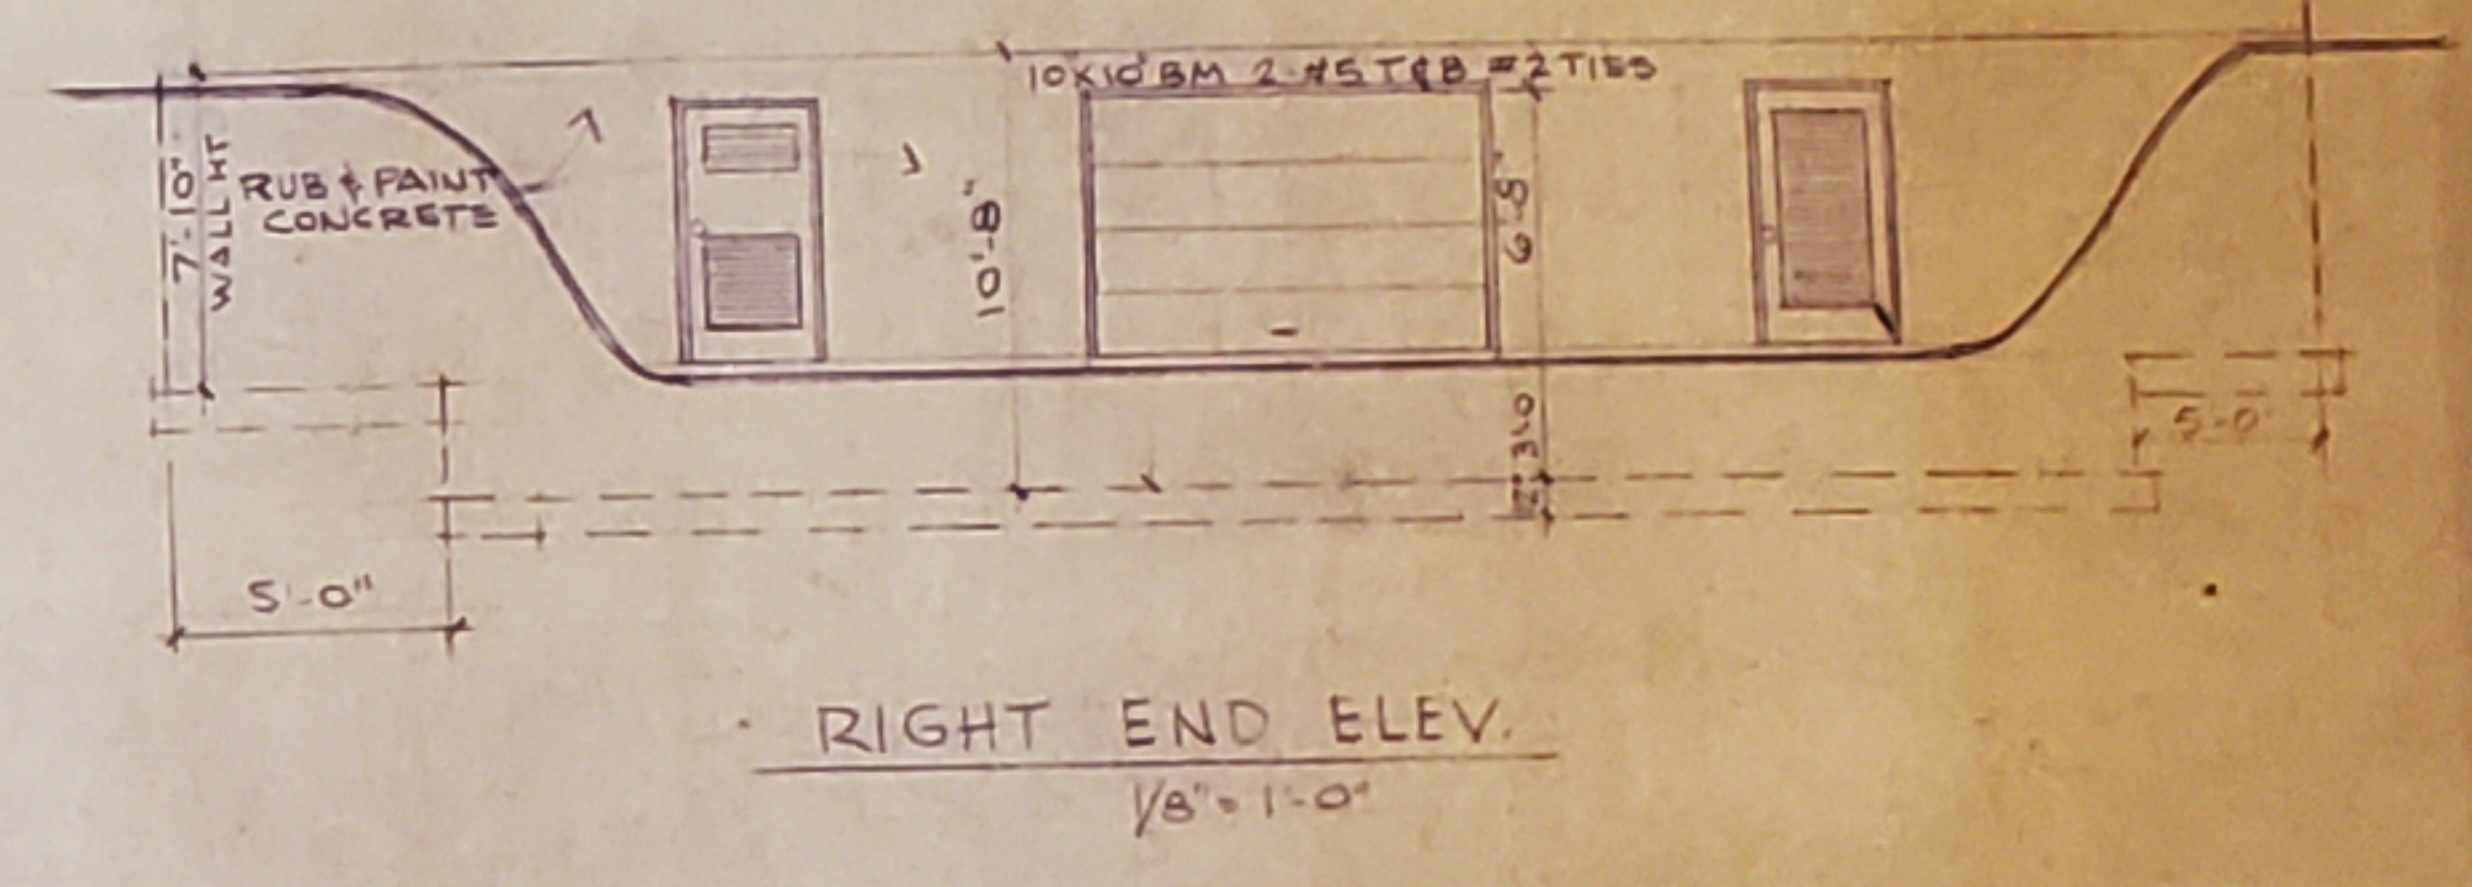 10X10 BM 2-#5 T&B #2 TIES
7'-10"
WALL HT
RUB & PAINT
CONCRETE
10'-8"
6'-8"
3'-0
12"
5'-0"
5'-0"
RIGHT END ELEV.
1/8" = 1'-0"